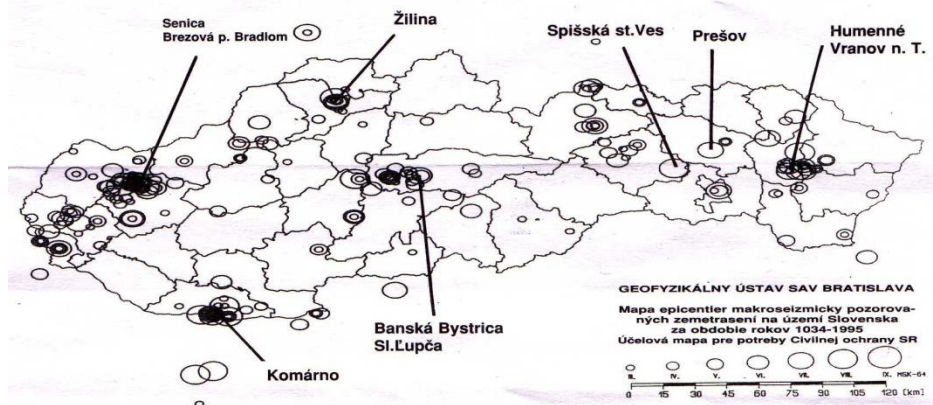 Senica
Brezová p. Bradlom
Žilina
Spišská st.Ves
Prešov
Humenné
Vranov n. T.
Banská Bystrica
Sl.Ľupča
Komárno
GEOFYZIKÁLNY ÚSTAV SAV BRATISLAVA
Mapa epicentier makroseizmicky pozorova-
ných zemetrasení na území Slovenska
za obdobie rokov 1034-1995
Účelová mapa pre potreby Civilnej ochrany SR
III. IV. V. VI. VII. VIII. IX. MSK-64
0 15 30 45 60 75 90 105 120 [km]